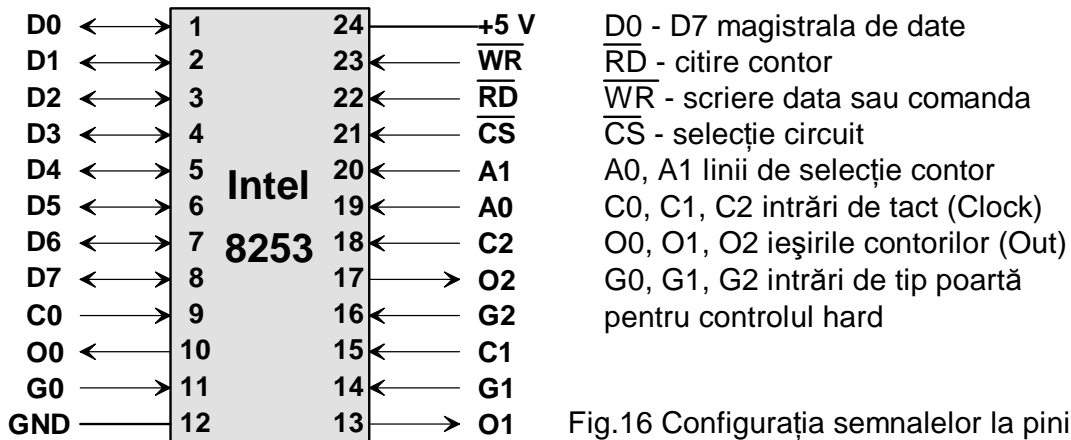 D0 1 24 +5 V D0 - D7 magistrala de date
D1 2 23 WR RD - citire contor
D2 3 22 RD WR - scriere data sau comanda
D3 4 21 CS CS - selecție circuit
D4 5 20 A1 A0, A1 linii de selecție contor
Intel
D5 6 19 A0 C0, C1, C2 intrări de tact (Clock)
D6 7 18 C2 O0, O1, O2 ieşirile contorilor (Out)
8253
D7 8 17 O2 G0, G1, G2 intrări de tip poartă
C0 9 16 G2 pentru controlul hard
O0 10 15 C1
G0 11 14 G1
GND 12 13 O1 Fig.16 Configurația semnalelor la pini